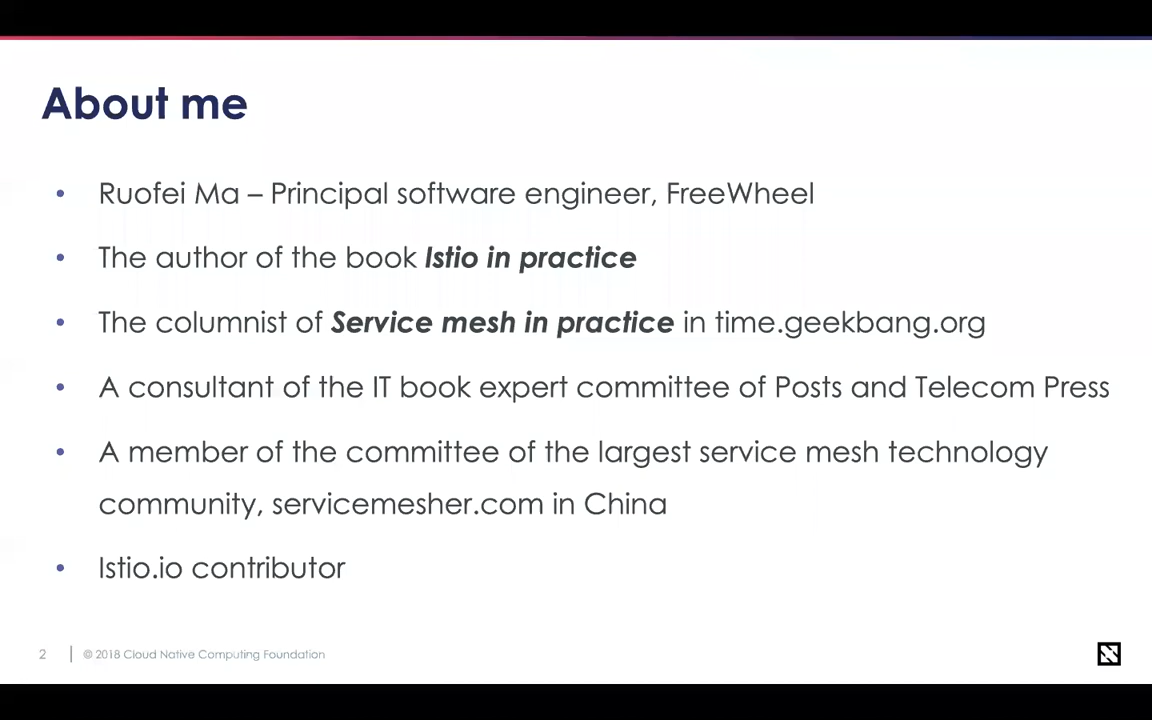 About me
• Ruofei Ma – Principal software engineer, FreeWheel
• The author of the book Istio in practice
• The columnist of Service mesh in practice in time.geekbang.org
• A consultant of the IT book expert committee of Posts and Telecom Press
• A member of the committee of the largest service mesh technology
community, servicemesher.com in China
• Istio.io contributor
2 | © 2018 Cloud Native Computing Foundation